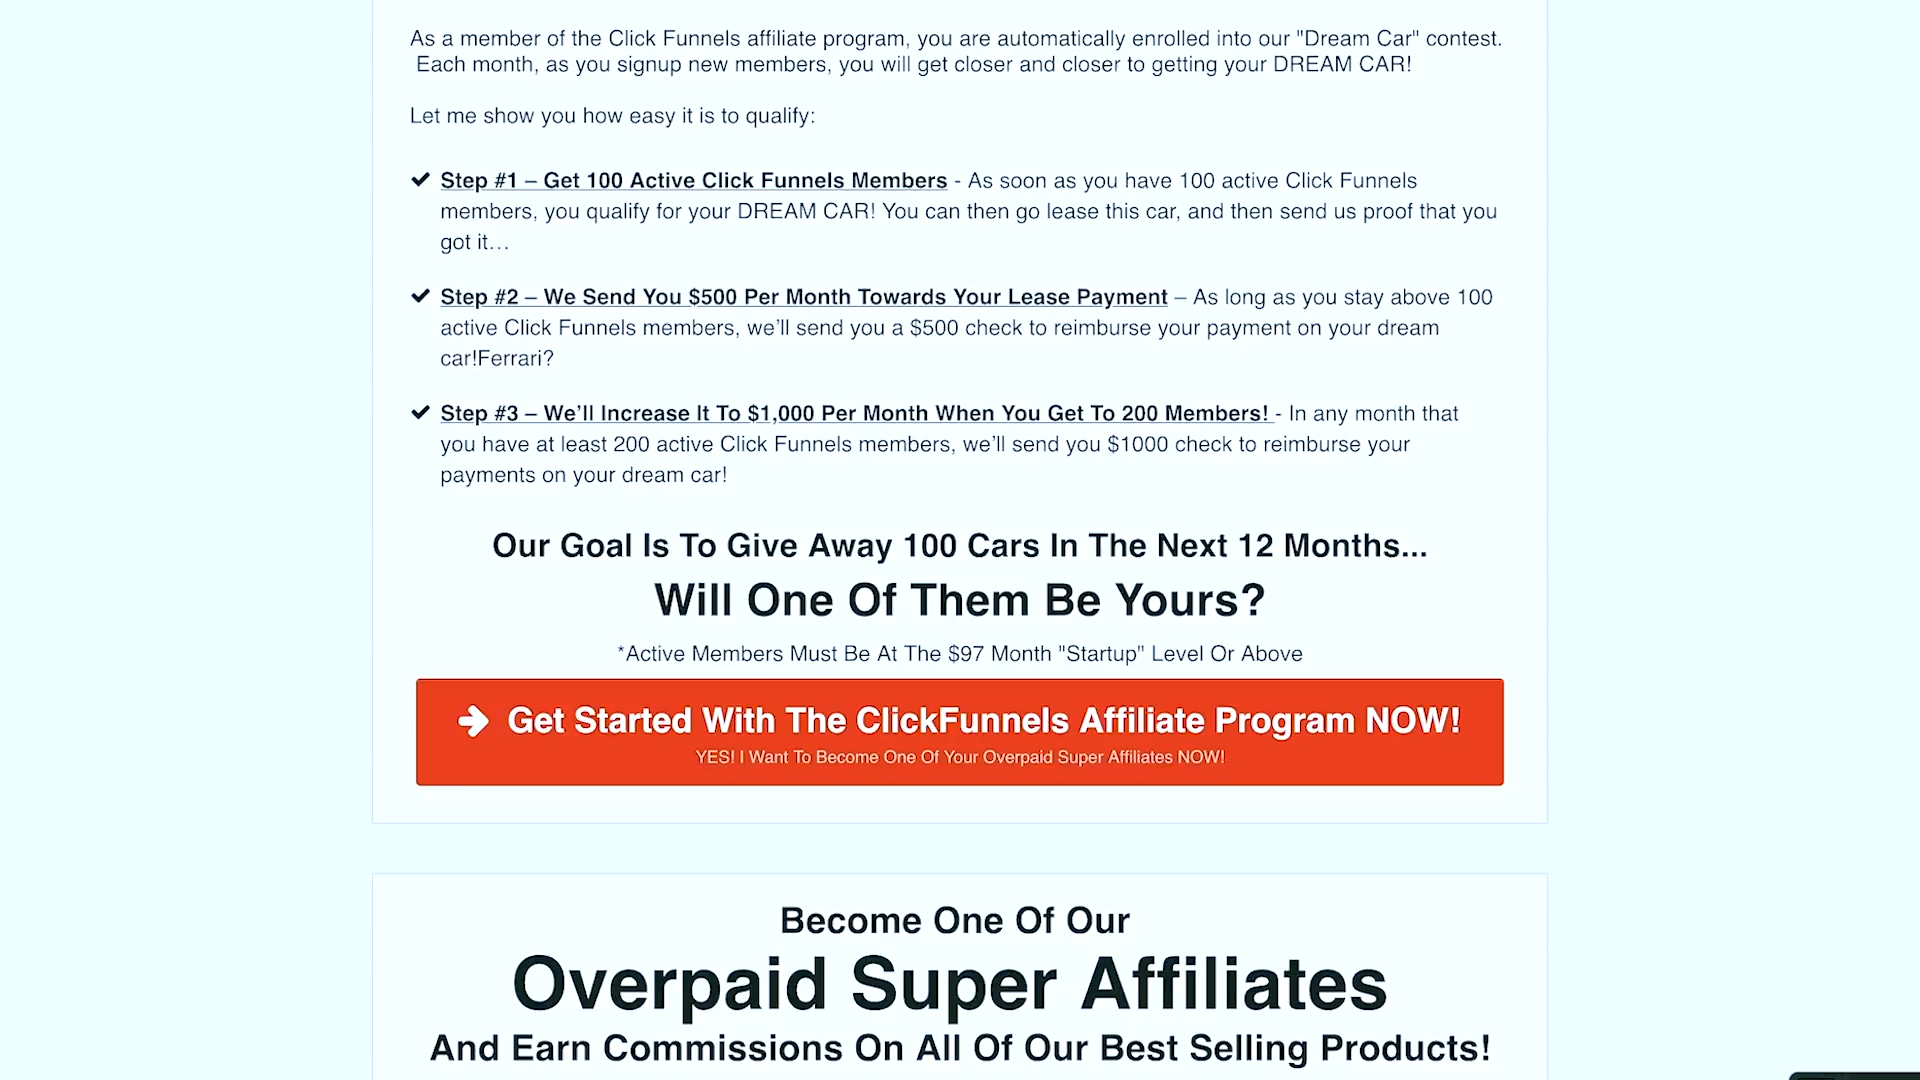 As a member of the Click Funnels affiliate program, you are automatically enrolled into our "Dream Car" contest.
Each month, as you signup new members, you will get closer and closer to getting your DREAM CAR!
Let me show you how easy it is to qualify:
Step #1 – Get 100 Active Click Funnels Members - As soon as you have 100 active Click Funnels
members, you qualify for your DREAM CAR! You can then go lease this car, and then send us proof that you
got it…
Step #2 – We Send You $500 Per Month Towards Your Lease Payment – As long as you stay above 100
active Click Funnels members, we’ll send you a $500 check to reimburse your payment on your dream
car!Ferrari?
Step #3 – We’ll Increase It To $1,000 Per Month When You Get To 200 Members! - In any month that
you have at least 200 active Click Funnels members, we’ll send you $1000 check to reimburse your
payments on your dream car!
Our Goal Is To Give Away 100 Cars In The Next 12 Months...
Will One Of Them Be Yours?
*Active Members Must Be At The $97 Month "Startup" Level Or Above
Get Started With The ClickFunnels Affiliate Program NOW!
YES! I Want To Become One Of Your Overpaid Super Affiliates NOW!
Become One Of Our
Overpaid Super Affiliates
And Earn Commissions On All Of Our Best Selling Products!